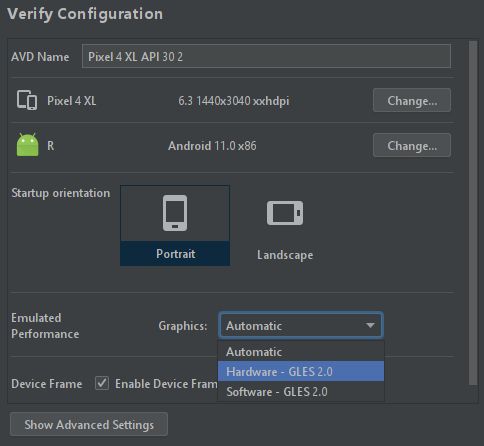 Verify Configuration
AVD Name Pixel 4 XL API 30 2
Pixel 4 XL 6.3 1440x3040 xxhdpi Change...
R Android 11.0 x86 Change...
Startup orientation
Portrait Landscape
Emulated
Performance Graphics: Automatic
Automatic
Hardware - GLES 2.0
Software - GLES 2.0
Device Frame Enable Device Fram
Show Advanced Settings